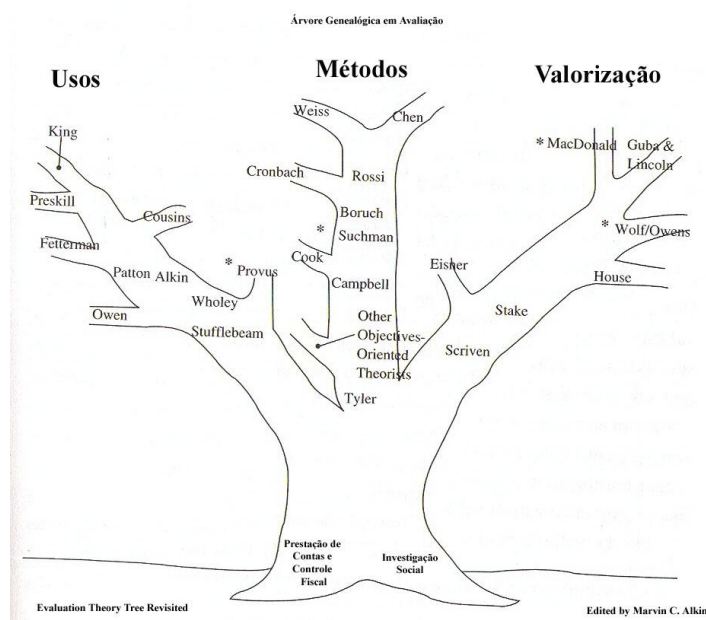 Árvore Genealógica em Avaliação
Usos
Métodos
Valorização
King
Preskill
Fetterman
Cousins
Patton
Alkin
Owen
Wholey
* Provus
Stufflebeam
Weiss
Chen
Cronbach
Rossi
Boruch
* Suchman
Cook
Campbell
Other
Objectives-
Oriented
Theorists
Tyler
* MacDonald
Guba &
Lincoln
* Wolf/Owens
Eisner
House
Stake
Scriven
Prestação de
Contas e
Controle
Fiscal
Investigação
Social
Evaluation Theory Tree Revisited
Edited by Marvin C. Alkin